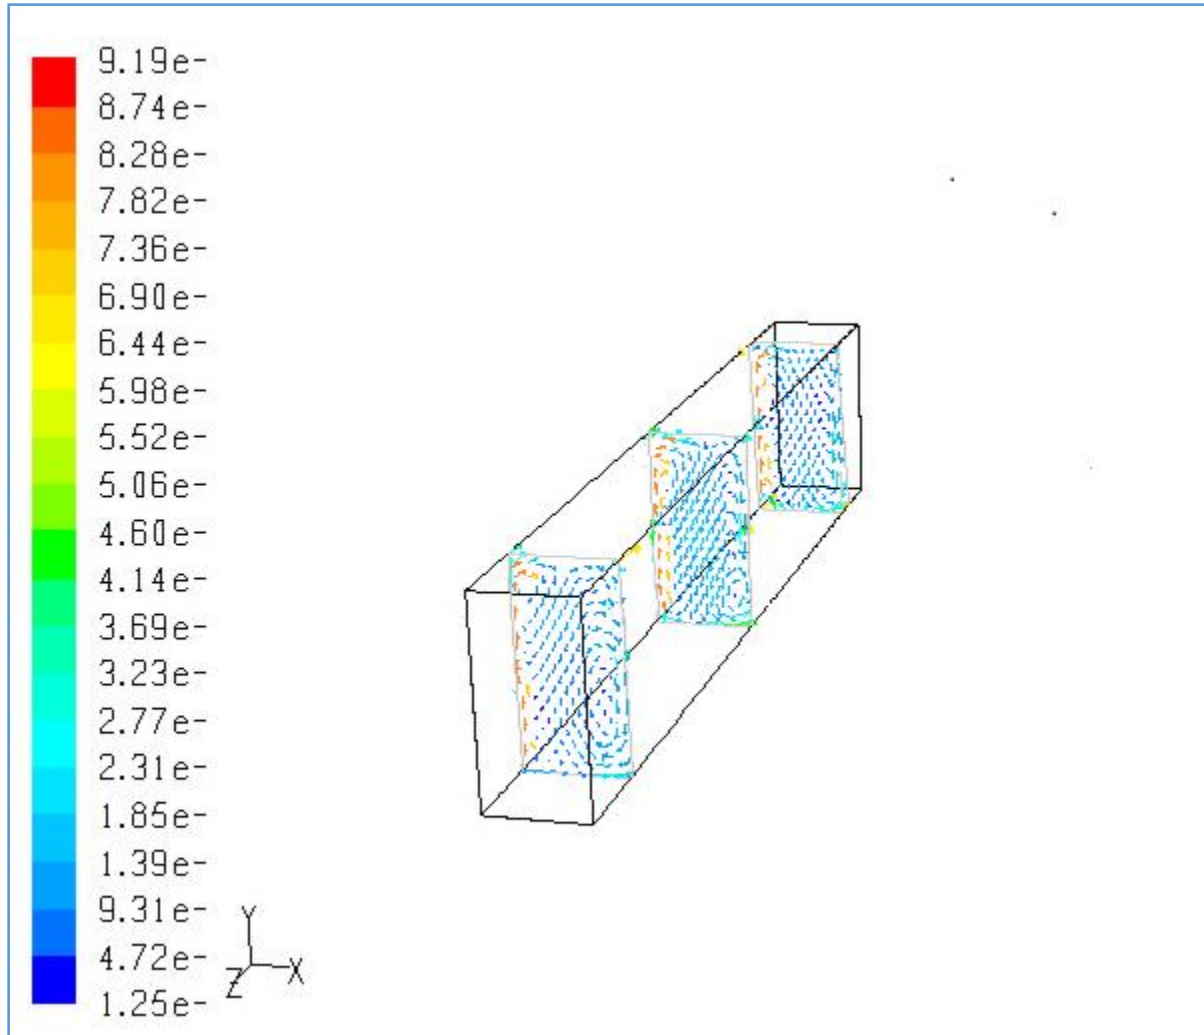 9.19e-
8.74e-
8.28e-
7.82e-
7.36e-
6.90e-
6.44e-
5.98e-
5.52e-
5.06e-
4.60e-
4.14e-
3.69e-
3.23e-
2.77e-
2.31e-
1.85e-
1.39e-
9.31e-
4.72e-
1.25e-
Y
Z X